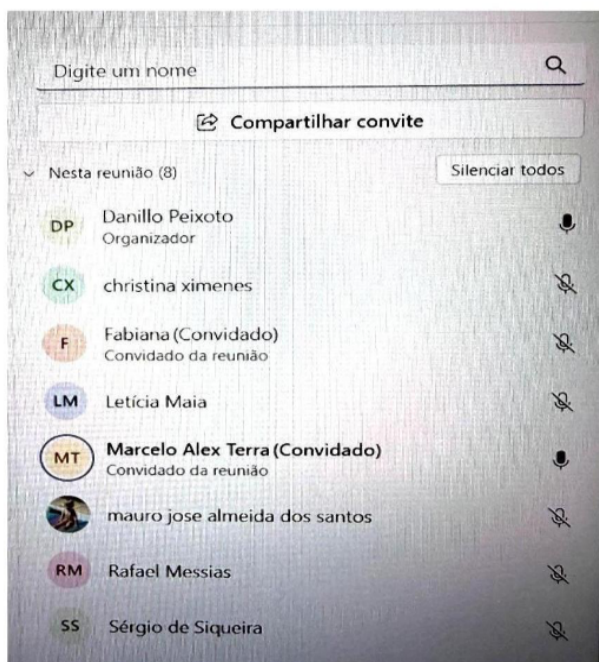 Digite um nome
Compartilhar convite
Nesta reunião (8)
Silenciar todos
DP
Danillo Peixoto
Organizador
CX
christina ximenes
F
Fabiana (Convidado)
Convidado da reunião
LM
Letícia Maia
MT
Marcelo Alex Terra (Convidado)
Convidado da reunião
mauro jose almeida dos santos
RM
Rafael Messias
SS
Sérgio de Siqueira